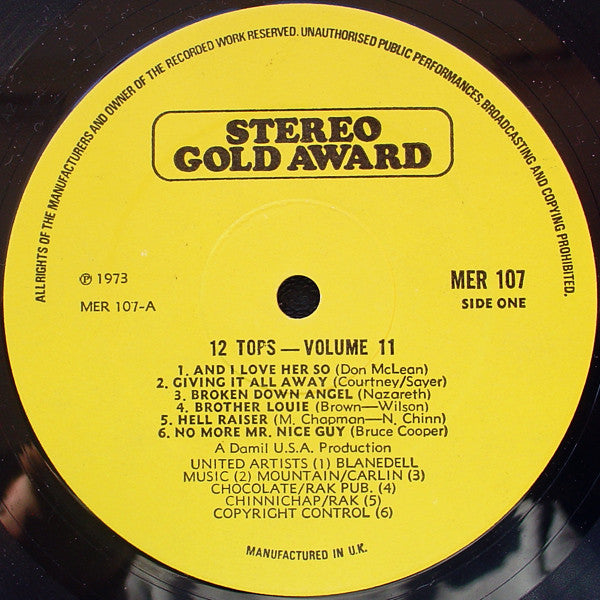 ALL RIGHTS OF THE MANUFACTURERS AND OWNER OF THE RECORDED WORK RESERVED. UNAUTHORISED PUBLIC PERFORMANCES, BROADCASTING AND COPYING PROHIBITED.
STEREO
GOLD AWARD
℗ 1973
MER 107-A
MER 107
SIDE ONE
12 TOPS — VOLUME 11
1. AND I LOVE HER SO (Don McLean)
2. GIVING IT ALL AWAY (Courtney/Sayer)
3. BROKEN DOWN ANGEL (Nazareth)
4. BROTHER LOUIE (Brown—Wilson)
5. HELL RAISER (M. Chapman—N. Chinn)
6. NO MORE MR. NICE GUY (Bruce Cooper)
A Damil U.S.A. Production
UNITED ARTISTS (1) BLANEDELL
MUSIC (2) MOUNTAIN/CARLIN (3)
CHOCOLATE/RAK PUB. (4)
CHINNICHAP/RAK (5)
COPYRIGHT CONTROL (6)
MANUFACTURED IN U.K.